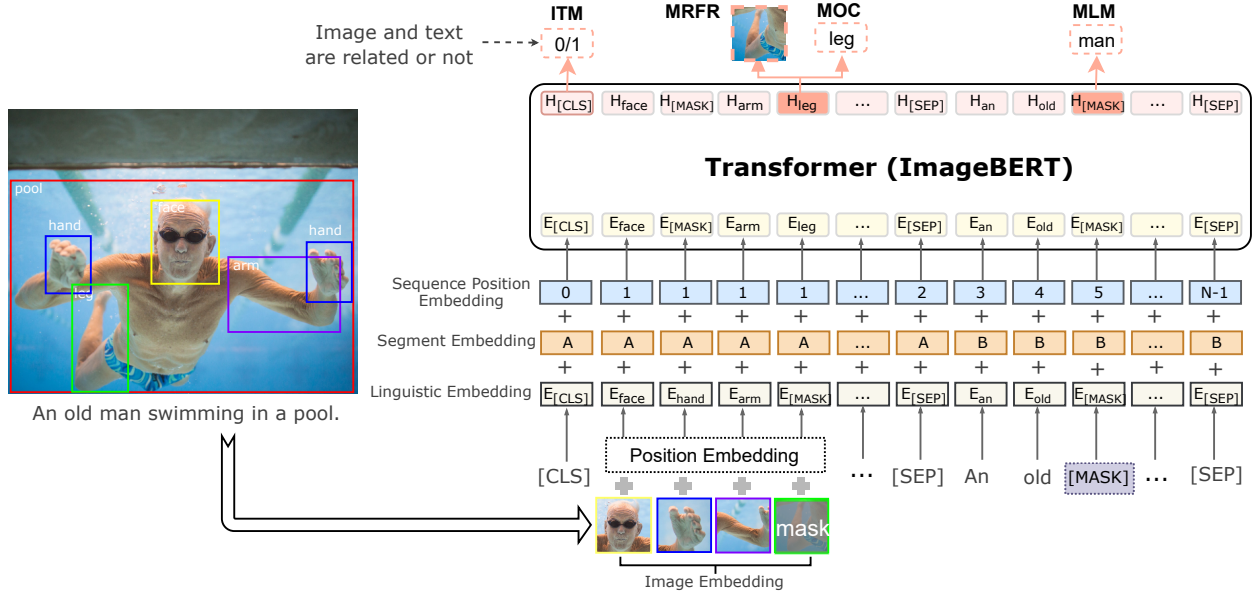 ITM
MRFR
MOC
MLM
Image and text
are related or not
0/1
leg
man
H[CLS] Hface H[MASK] Harm Hleg ... H[SEP] Han Hold H[MASK] ... H[SEP]
Transformer (ImageBERT)
E[CLS] Eface E[MASK] Earm Eleg ... E[SEP] Ean Eold E[MASK] ... E[SEP]
Sequence Position
Embedding
0 1 1 1 1 ... 2 3 4 5 ... N-1
+ + + + + + + + + + + +
Segment Embedding
A A A A A ... A B B B ... B
+ + + + + + + + + + + +
Linguistic Embedding
E[CLS] Eface Ehand Earm E[MASK] ... E[SEP] Ean Eold E[MASK] ... E[SEP]
Position Embedding
[CLS] ... [SEP] An old [MASK] ... [SEP]
mask
Image Embedding
pool
face
hand
hand
arm
leg
An old man swimming in a pool.